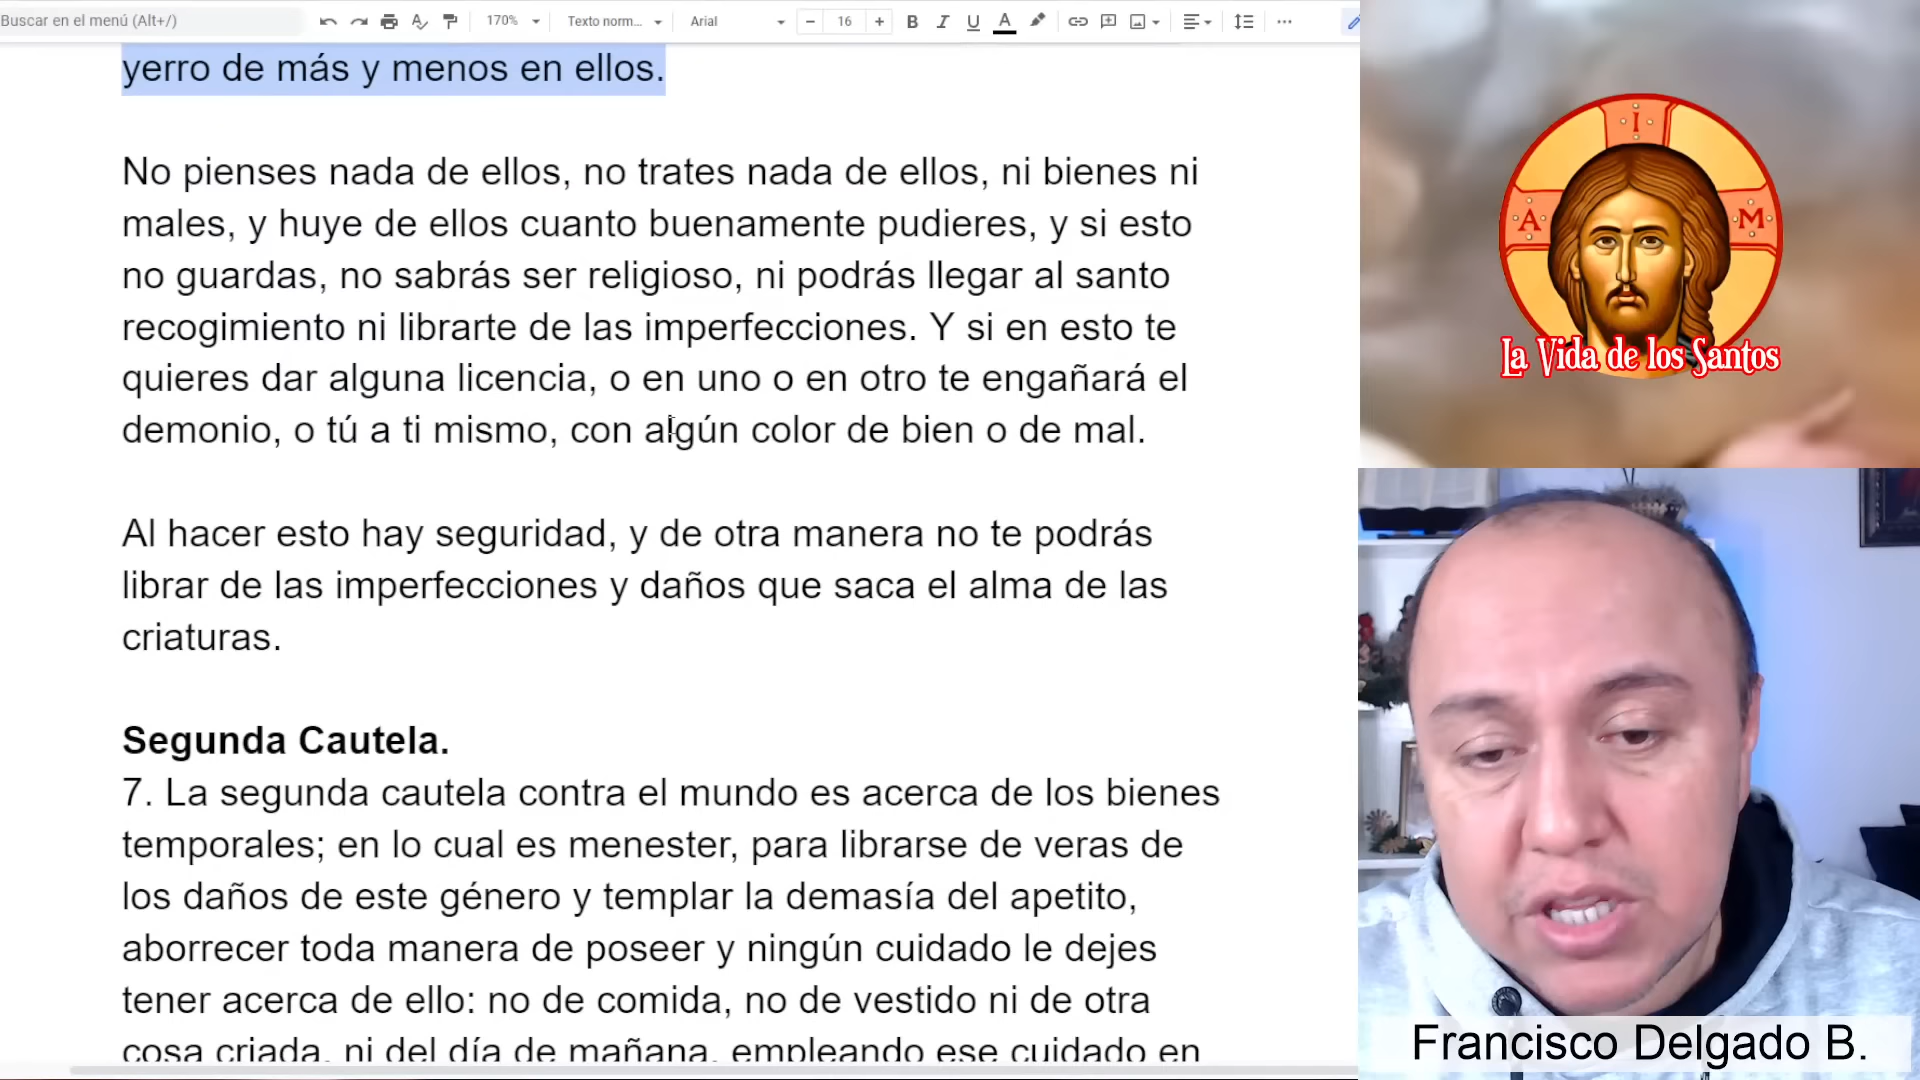 Buscar en el menú (Alt+/)
170%
Texto norm...
Arial
16
yerro de más y menos en ellos.
No pienses nada de ellos, no trates nada de ellos, ni bienes ni
males, y huye de ellos cuanto buenamente pudieres, y si esto
no guardas, no sabrás ser religioso, ni podrás llegar al santo
recogimiento ni librarte de las imperfecciones. Y si en esto te
quieres dar alguna licencia, o en uno o en otro te engañará el
demonio, o tú a ti mismo, con algún color de bien o de mal.
Al hacer esto hay seguridad, y de otra manera no te podrás
librar de las imperfecciones y daños que saca el alma de las
criaturas.
Segunda Cautela.
7. La segunda cautela contra el mundo es acerca de los bienes
temporales; en lo cual es menester, para librarse de veras de
los daños de este género y templar la demasía del apetito,
aborrecer toda manera de poseer y ningún cuidado le dejes
tener acerca de ello: no de comida, no de vestido ni de otra
cosa criada, ni del día de mañana, empleando ese cuidado en
I
A M
La Vida de los Santos
Francisco Delgado B.